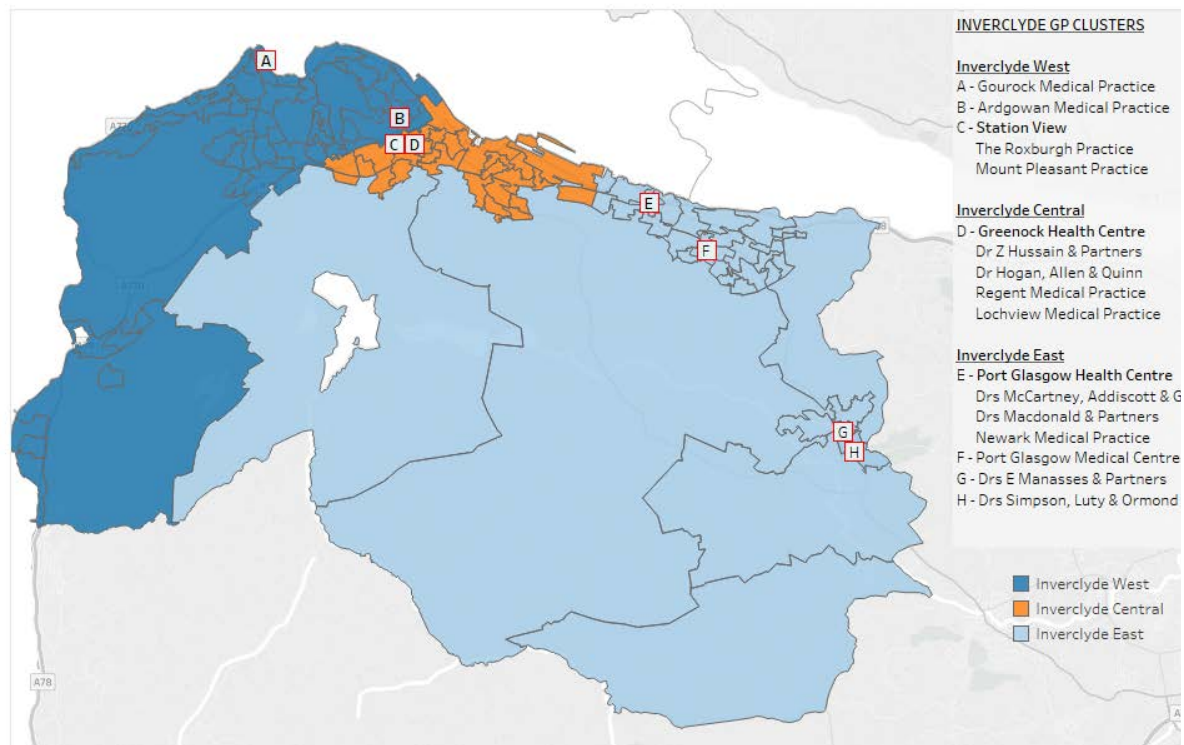 INVERCLYDE GP CLUSTERS
Inverclyde West
A - Gourock Medical Practice
B - Ardgowan Medical Practice
C - Station View
The Roxburgh Practice
Mount Pleasant Practice
Inverclyde Central
D - Greenock Health Centre
Dr Z Hussain & Partners
Dr Hogan, Allen & Quinn
Regent Medical Practice
Lochview Medical Practice
Inverclyde East
E - Port Glasgow Health Centre
Drs McCartney, Addiscott & G
Drs Macdonald & Partners
Newark Medical Practice
F - Port Glasgow Medical Centre
G - Drs E Manasses & Partners
H - Drs Simpson, Luty & Ormond
Inverclyde West
Inverclyde Central
Inverclyde East
A
B
C D
E
F
G
H
A78